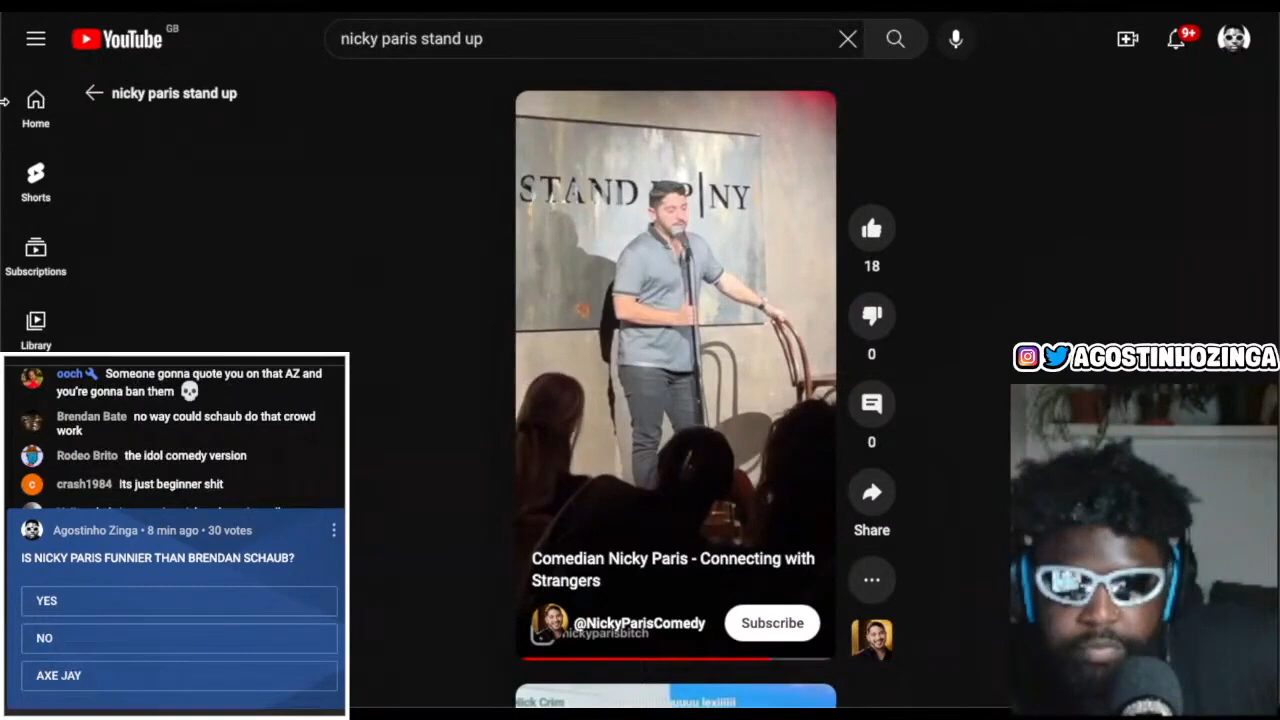 YouTube GB
nicky paris stand up
9+
nicky paris stand up
Home
Shorts
Subscriptions
Library
STAND UP NY
18
0
0
Share
Comedian Nicky Paris - Connecting with
Strangers
@NickyParisComedy
nickyparisbitch
Subscribe
ooch Someone gonna quote you on that AZ and
you're gonna ban them
Brendan Bate no way could schaub do that crowd
work
Rodeo Brito the idol comedy version
crash1984 Its just beginner shit
Agostinho Zinga • 8 min ago • 30 votes
IS NICKY PARIS FUNNIER THAN BRENDAN SCHAUB?
YES
NO
AXE JAY
AGOSTINHOZINGA